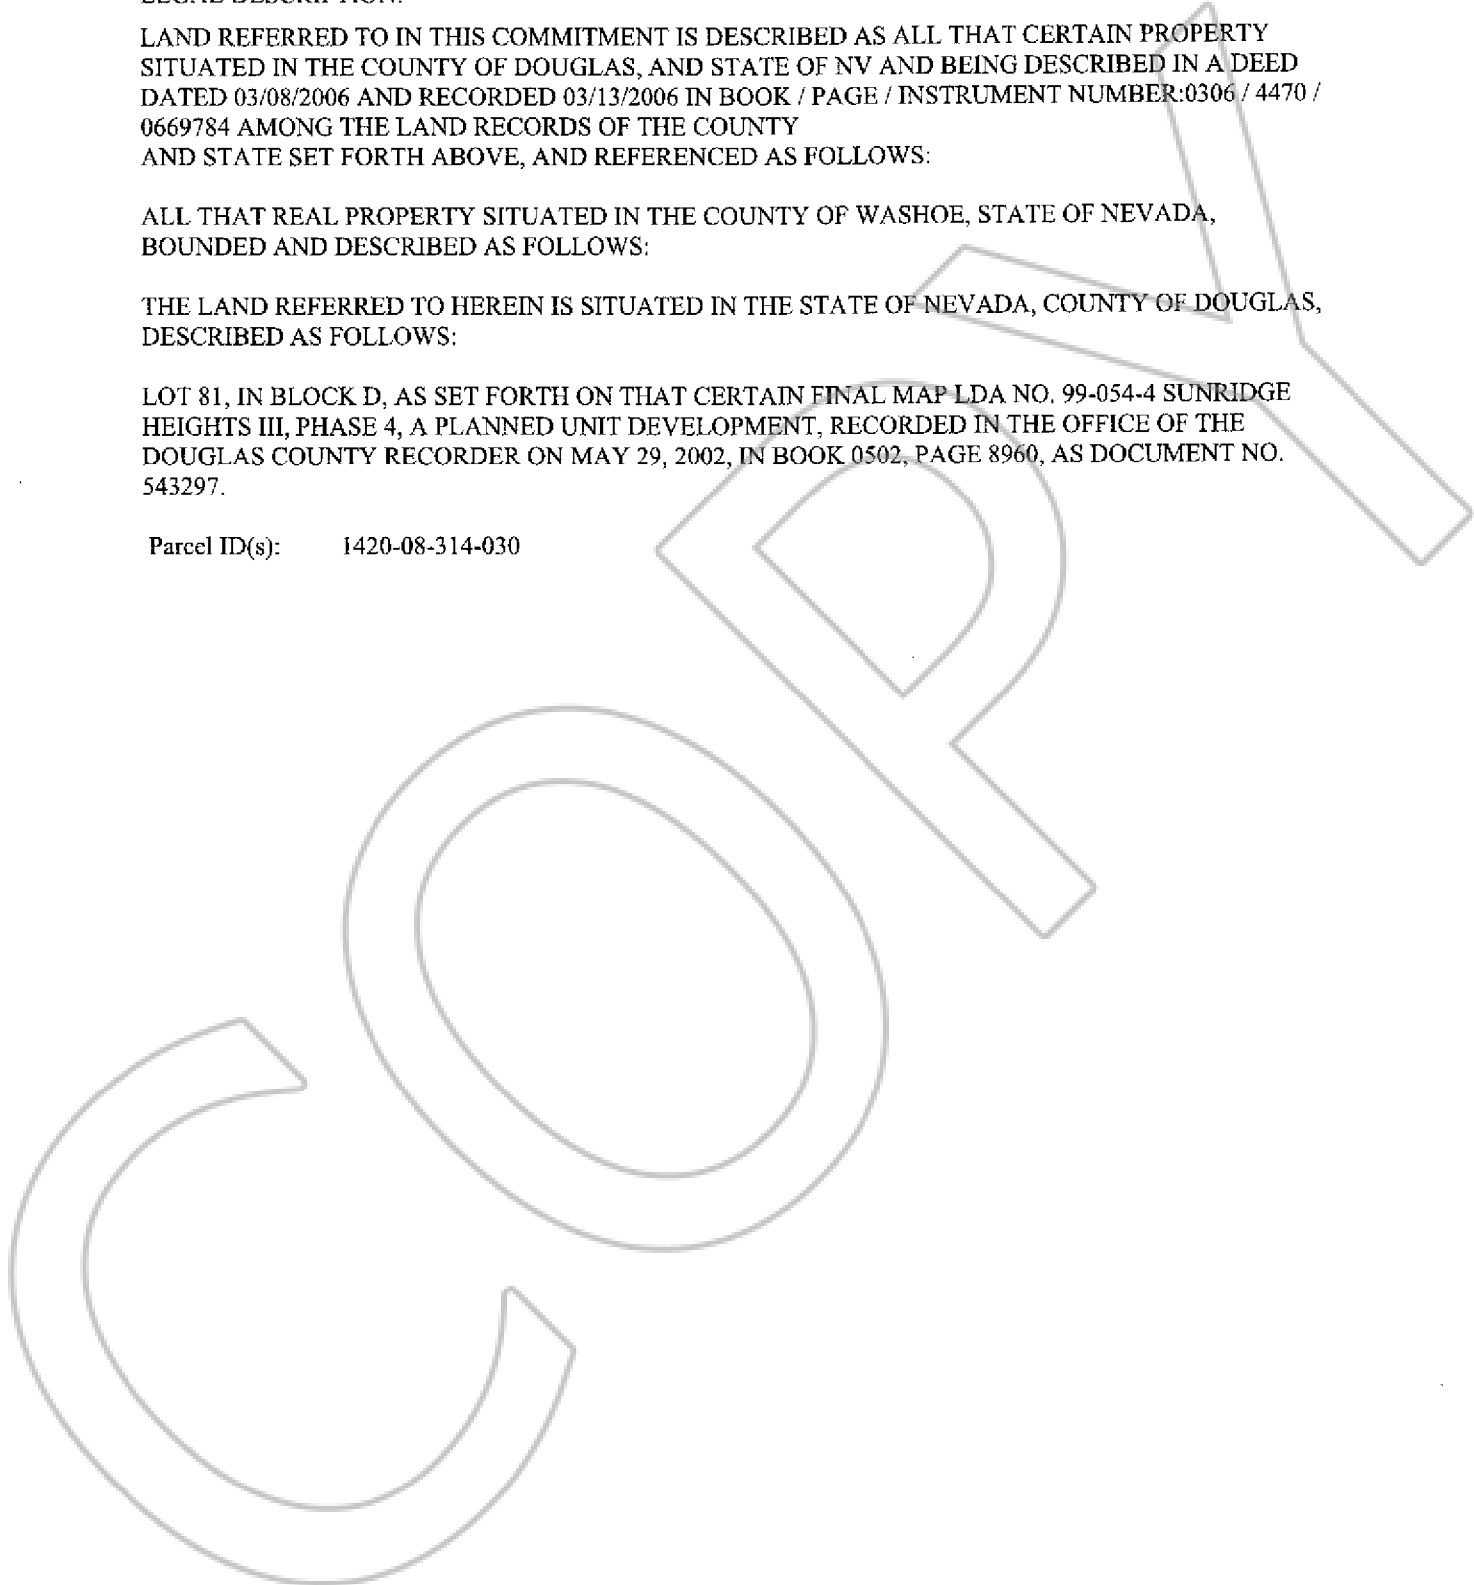 LEGAL DESCRIPTION:
LAND REFERRED TO IN THIS COMMITMENT IS DESCRIBED AS ALL THAT CERTAIN PROPERTY
SITUATED IN THE COUNTY OF DOUGLAS, AND STATE OF NV AND BEING DESCRIBED IN A DEED
DATED 03/08/2006 AND RECORDED 03/13/2006 IN BOOK / PAGE / INSTRUMENT NUMBER:0306 / 4470 /
0669784 AMONG THE LAND RECORDS OF THE COUNTY
AND STATE SET FORTH ABOVE, AND REFERENCED AS FOLLOWS:
ALL THAT REAL PROPERTY SITUATED IN THE COUNTY OF WASHOE, STATE OF NEVADA,
BOUNDED AND DESCRIBED AS FOLLOWS:
THE LAND REFERRED TO HEREIN IS SITUATED IN THE STATE OF NEVADA, COUNTY OF DOUGLAS,
DESCRIBED AS FOLLOWS:
LOT 81, IN BLOCK D, AS SET FORTH ON THAT CERTAIN FINAL MAP LDA NO. 99-054-4 SUNRIDGE
HEIGHTS III, PHASE 4, A PLANNED UNIT DEVELOPMENT, RECORDED IN THE OFFICE OF THE
DOUGLAS COUNTY RECORDER ON MAY 29, 2002, IN BOOK 0502, PAGE 8960, AS DOCUMENT NO.
543297.
Parcel ID(s): 1420-08-314-030
COPY